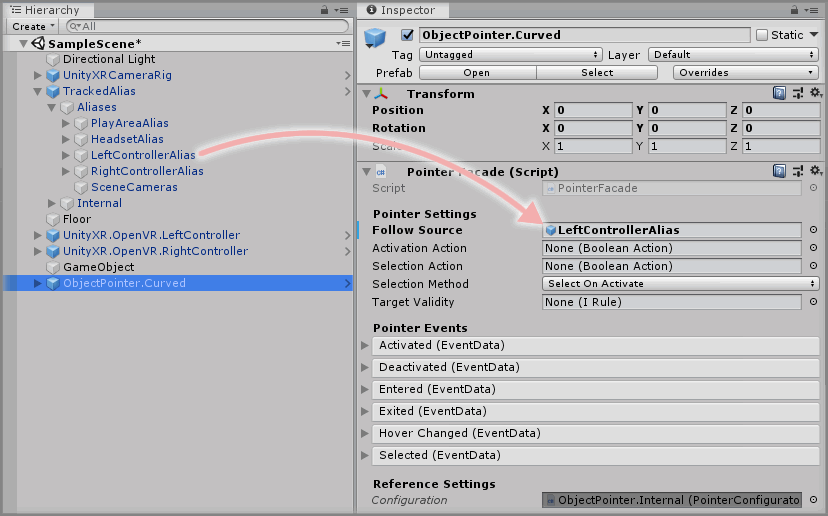 Hierarchy
Create
All
SampleScene*
Directional Light
UnityXRCameraRig
TrackedAlias
Aliases
PlayAreaAlias
HeadsetAlias
LeftControllerAlias
RightControllerAlias
SceneCameras
Internal
Floor
UnityXR.OpenVR.LeftController
UnityXR.OpenVR.RightController
GameObject
ObjectPointer.Curved
Inspector
ObjectPointer.Curved Static
Tag Untagged Layer Default
Prefab Open Select Overrides
Transform
Position X 0 Y 0 Z 0
Rotation X 0 Y 0 Z 0
Scale X 1 Y 1 Z 1
Pointer Facade (Script)
Script PointerFacade
Pointer Settings
Follow Source LeftControllerAlias
Activation Action None (Boolean Action)
Selection Action None (Boolean Action)
Selection Method Select On Activate
Target Validity None (I Rule)
Pointer Events
Activated (EventData)
Deactivated (EventData)
Entered (EventData)
Exited (EventData)
Hover Changed (EventData)
Selected (EventData)
Reference Settings
Configuration ObjectPointer.Internal (PointerConfigurato